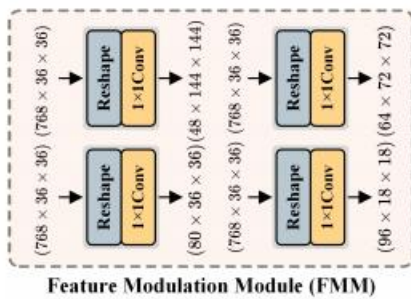 (768 × 36 × 36)
Reshape
1×1Conv
(48 × 144 × 144)
(768 × 36 × 36)
Reshape
1×1Conv
(64 × 72 × 72)
(768 × 36 × 36)
Reshape
1×1Conv
(80 × 36 × 36)
(768 × 36 × 36)
Reshape
1×1Conv
(96 × 18 × 18)
Feature Modulation Module (FMM)